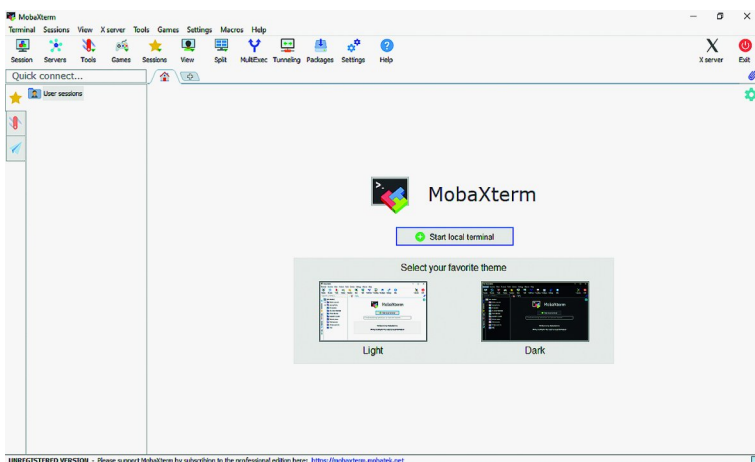 MobaXterm
Terminal Sessions View X server Tools Games Settings Macros Help
Session Servers Tools Games Sessions View Split MultiExec Tunneling Packages Settings Help X server Exit
Quick connect...
User sessions
>_
MobaXterm
Start local terminal
Select your favorite theme
MobaXterm
MobaXterm
Light Dark
UNREGISTERED VERSION - Please support MobaXterm by subscribing to the professional edition here: https://mobaxterm.mobatek.net